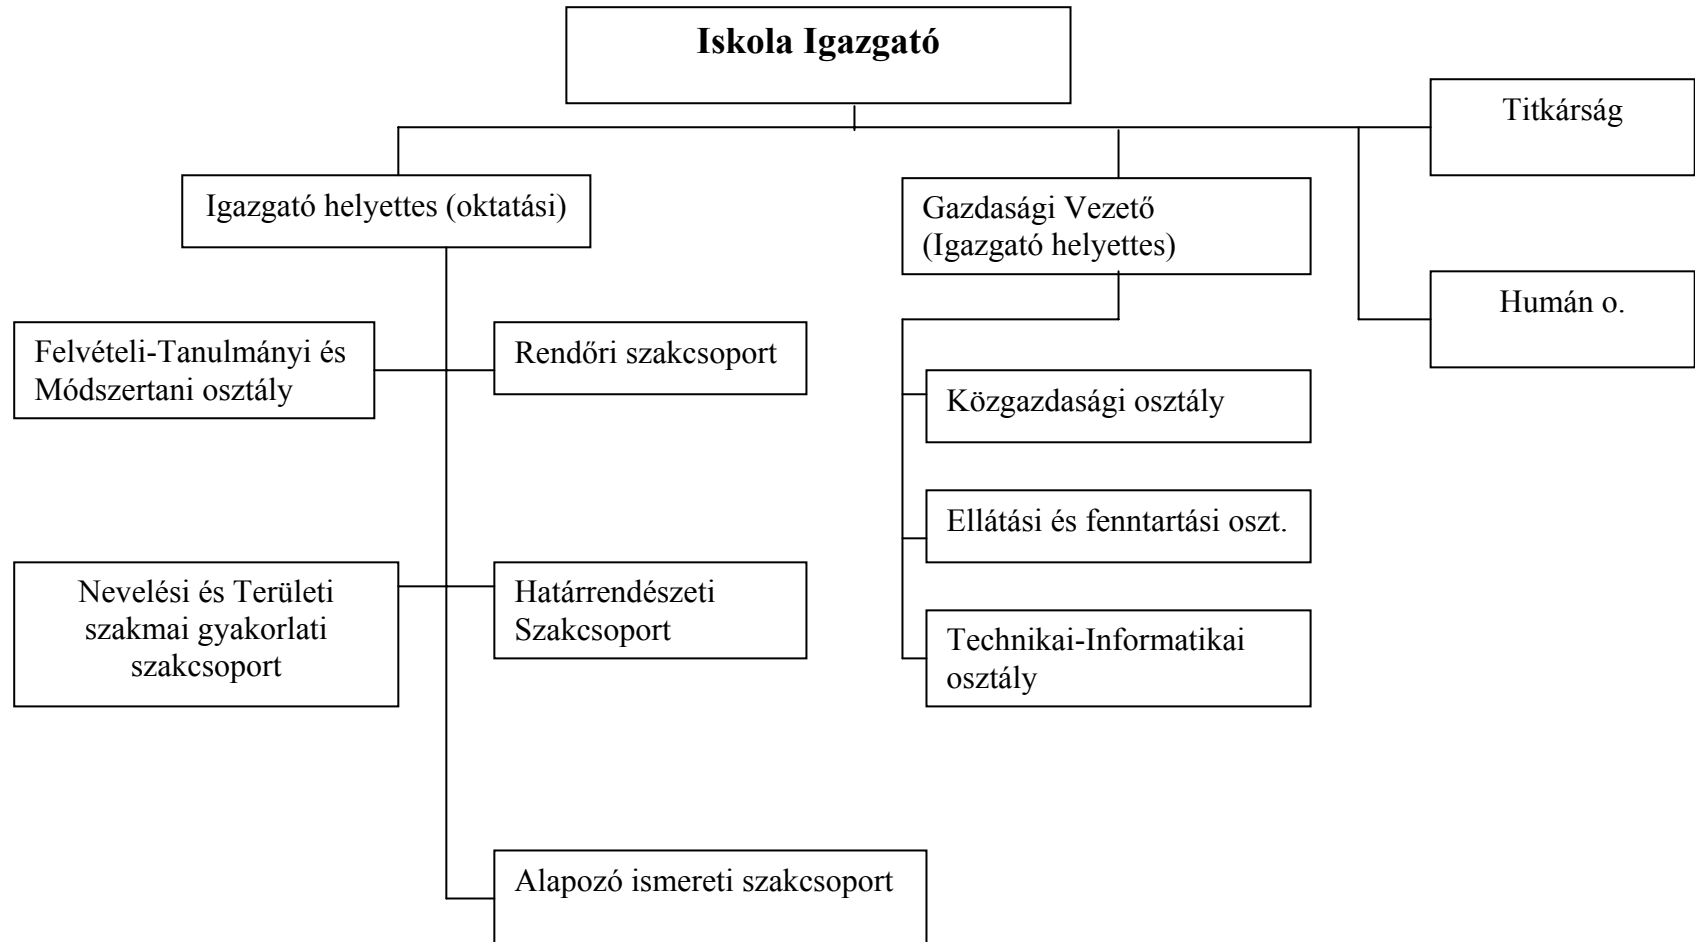 Iskola Igazgató
Titkárság
Igazgató helyettes (oktatási)
Gazdasági Vezető
(Igazgató helyettes)
Humán o.
Felvételi-Tanulmányi és
Módszertani osztály
Rendőri szakcsoport
Közgazdasági osztály
Ellátási és fenntartási oszt.
Nevelési és Területi
szakmai gyakorlati
szakcsoport
Határrendészeti
Szakcsoport
Technikai-Informatikai
osztály
Alapozó ismereti szakcsoport